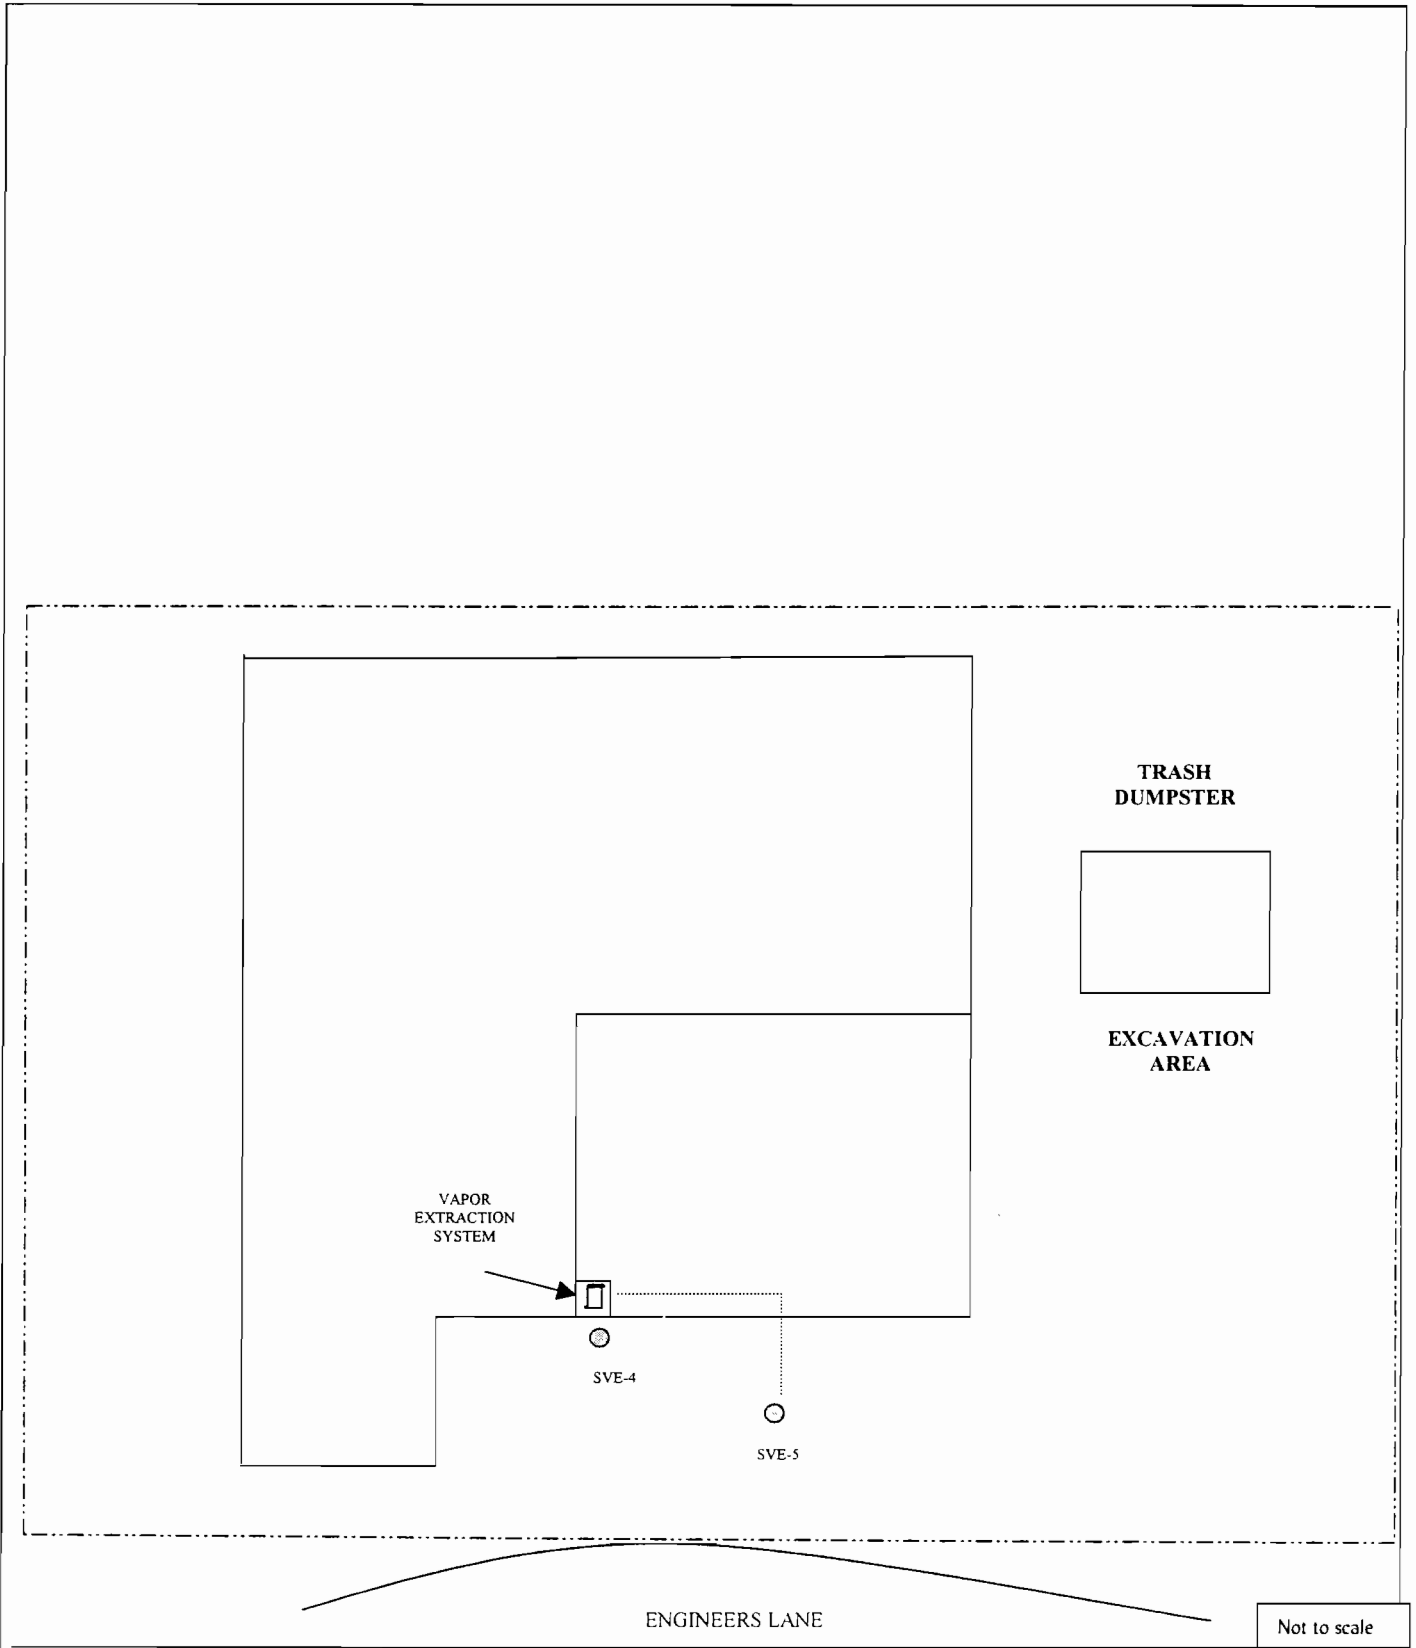 TRASH
DUMPSTER
EXCAVATION
AREA
VAPOR
EXTRACTION
SYSTEM
SVE-4
SVE-5
ENGINEERS LANE
Not to scale